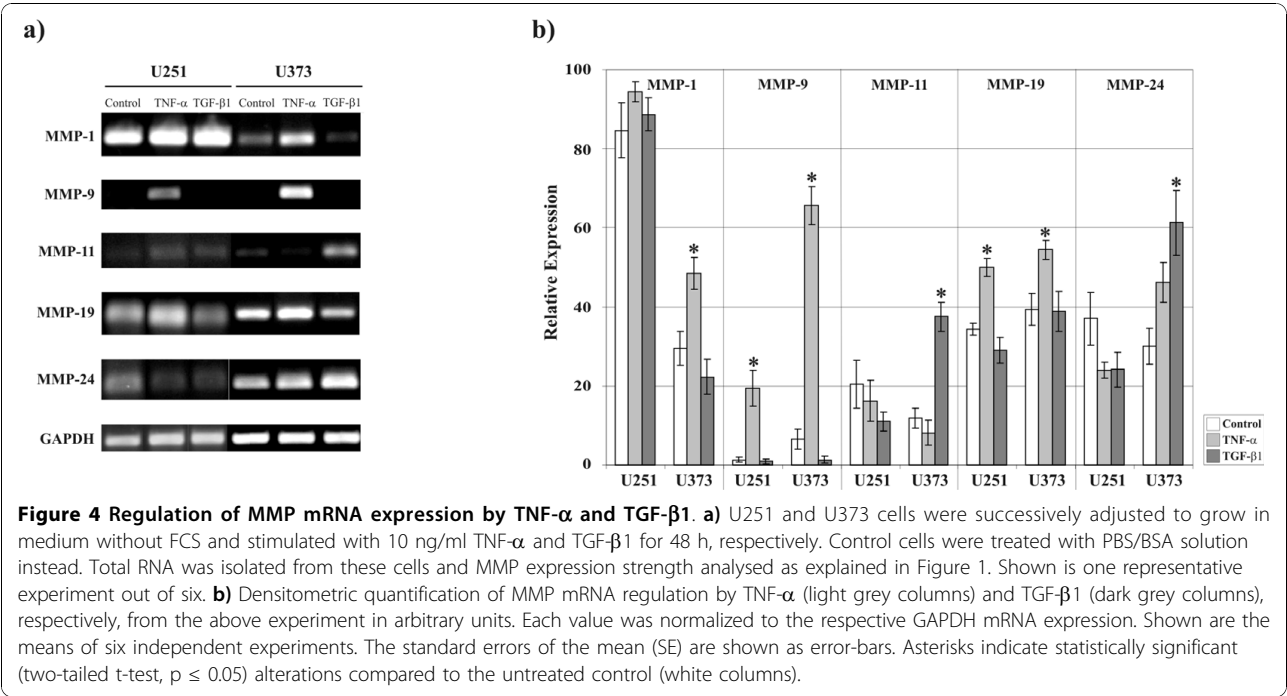 a)
U251 U373
Control TNF-α TGF-β1 Control TNF-α TGF-β1
MMP-1
MMP-9
MMP-11
MMP-19
MMP-24
GAPDH
b)
100
80
60
40
20
0
Relative Expression
MMP-1 MMP-9 MMP-11 MMP-19 MMP-24
* * * * * * *
U251 U373 U251 U373 U251 U373 U251 U373 U251 U373
Control
TNF-α
TGF-β1
Figure 4 Regulation of MMP mRNA expression by TNF-α and TGF-β1. a) U251 and U373 cells were successively adjusted to grow in
medium without FCS and stimulated with 10 ng/ml TNF-α and TGF-β1 for 48 h, respectively. Control cells were treated with PBS/BSA solution
instead. Total RNA was isolated from these cells and MMP expression strength analysed as explained in Figure 1. Shown is one representative
experiment out of six. b) Densitometric quantification of MMP mRNA regulation by TNF-α (light grey columns) and TGF-β1 (dark grey columns),
respectively, from the above experiment in arbitrary units. Each value was normalized to the respective GAPDH mRNA expression. Shown are the
means of six independent experiments. The standard errors of the mean (SE) are shown as error-bars. Asterisks indicate statistically significant
(two-tailed t-test, p ≤ 0.05) alterations compared to the untreated control (white columns).